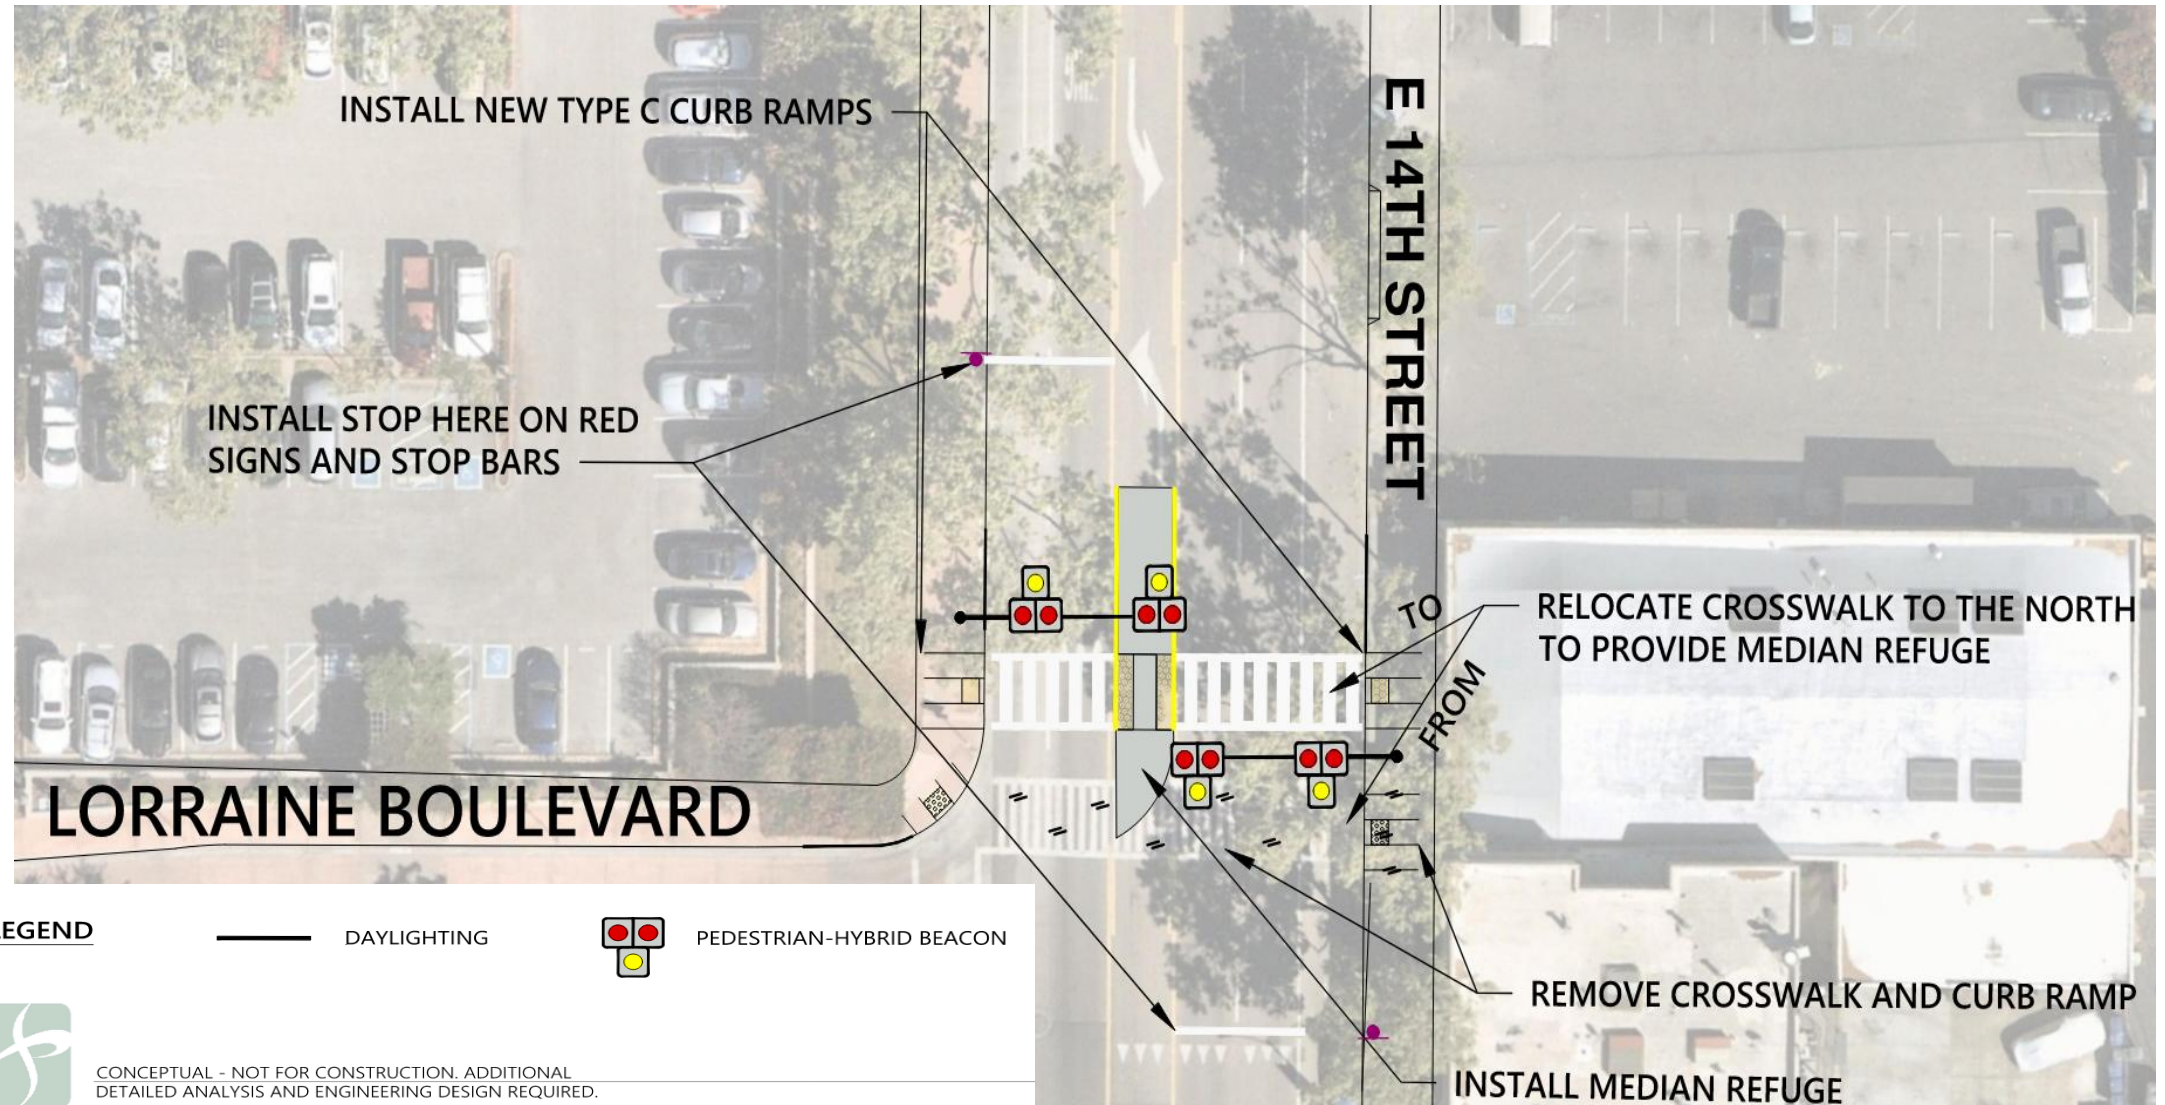 INSTALL NEW TYPE C CURB RAMPS
E 14TH STREET
INSTALL STOP HERE ON RED
SIGNS AND STOP BARS
TO
FROM
RELOCATE CROSSWALK TO THE NORTH
TO PROVIDE MEDIAN REFUGE
LORRAINE BOULEVARD
REMOVE CROSSWALK AND CURB RAMP
INSTALL MEDIAN REFUGE
EGEND
DAYLIGHTING
PEDESTRIAN-HYBRID BEACON
CONCEPTUAL - NOT FOR CONSTRUCTION. ADDITIONAL
DETAILED ANALYSIS AND ENGINEERING DESIGN REQUIRED.